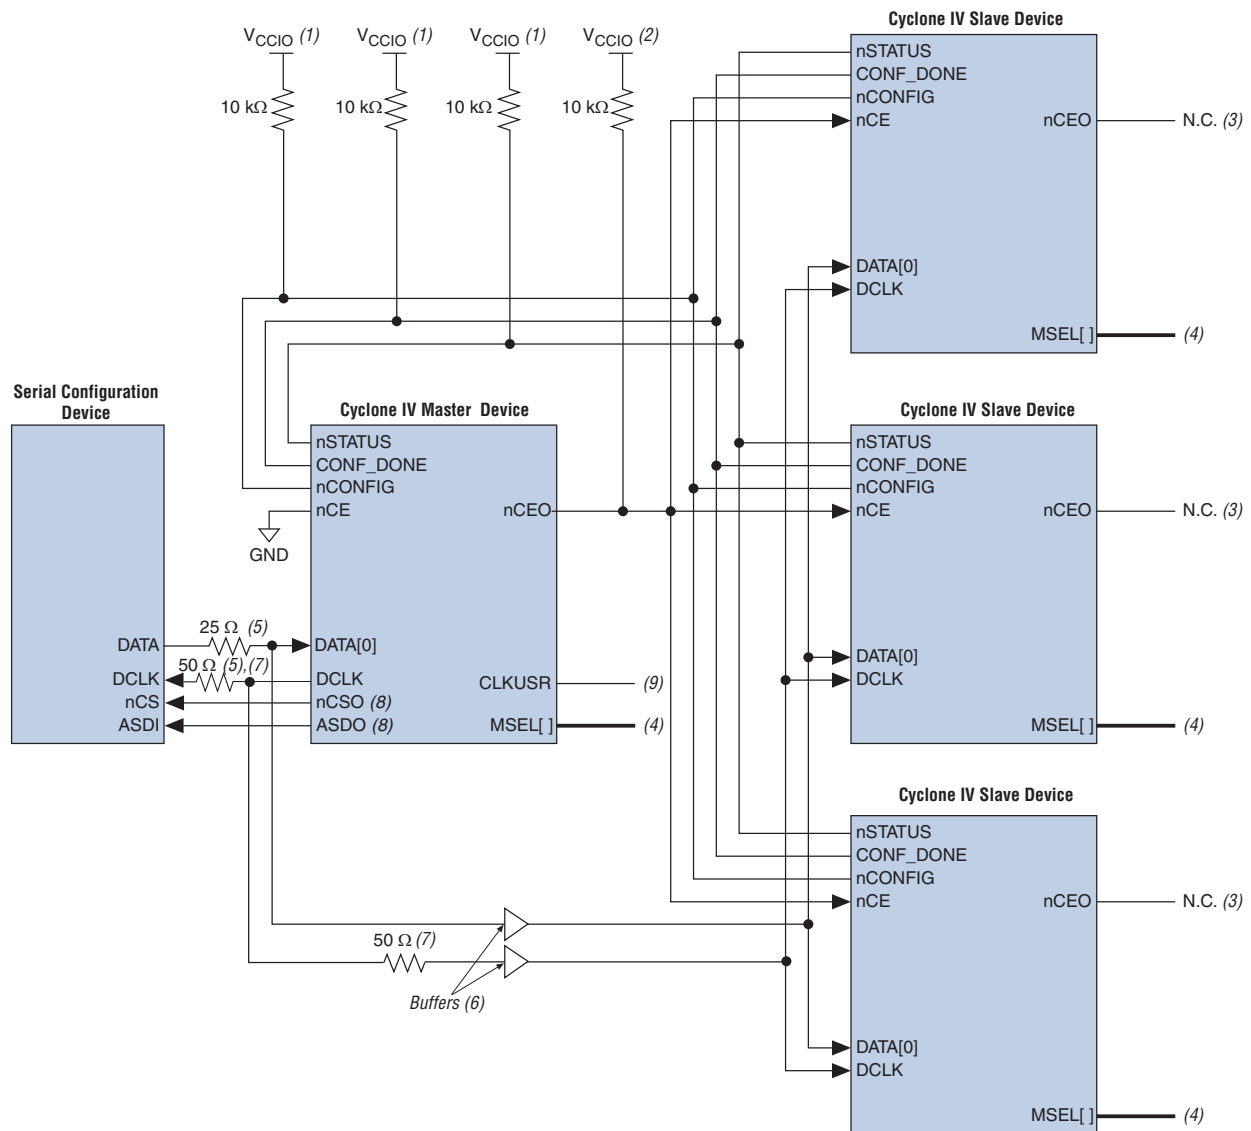 Cyclone IV Slave Device
VCCIO (1)
VCCIO (1)
VCCIO (1)
VCCIO (2)
10 kΩ
10 kΩ
10 kΩ
10 kΩ
nSTATUS
CONF_DONE
nCONFIG
nCE
nCEO
N.C. (3)
DATA[0]
DCLK
MSEL[ ]
(4)
Serial Configuration
Device
DATA
DCLK
nCS
ASDI
25 Ω (5)
50 Ω (5),(7)
Cyclone IV Master Device
nSTATUS
CONF_DONE
nCONFIG
nCE
nCEO
GND
DATA[0]
DCLK
nCSO (8)
ASDO (8)
CLKUSR
(9)
MSEL[ ]
(4)
Cyclone IV Slave Device
nSTATUS
CONF_DONE
nCONFIG
nCE
nCEO
N.C. (3)
DATA[0]
DCLK
MSEL[ ]
(4)
50 Ω (7)
Buffers (6)
Cyclone IV Slave Device
nSTATUS
CONF_DONE
nCONFIG
nCE
nCEO
N.C. (3)
DATA[0]
DCLK
MSEL[ ]
(4)